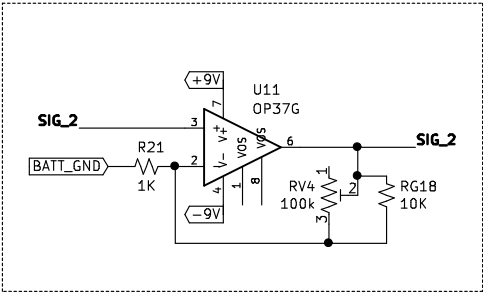 +9V
U11
OP37G
7
SIG_2
3
+
V+
VOS
VOS
6
SIG_2
R21
BATT_GND
2
-
V-
1K
4
1
8
-9V
RV4
100k
1
2
3
RG18
10K